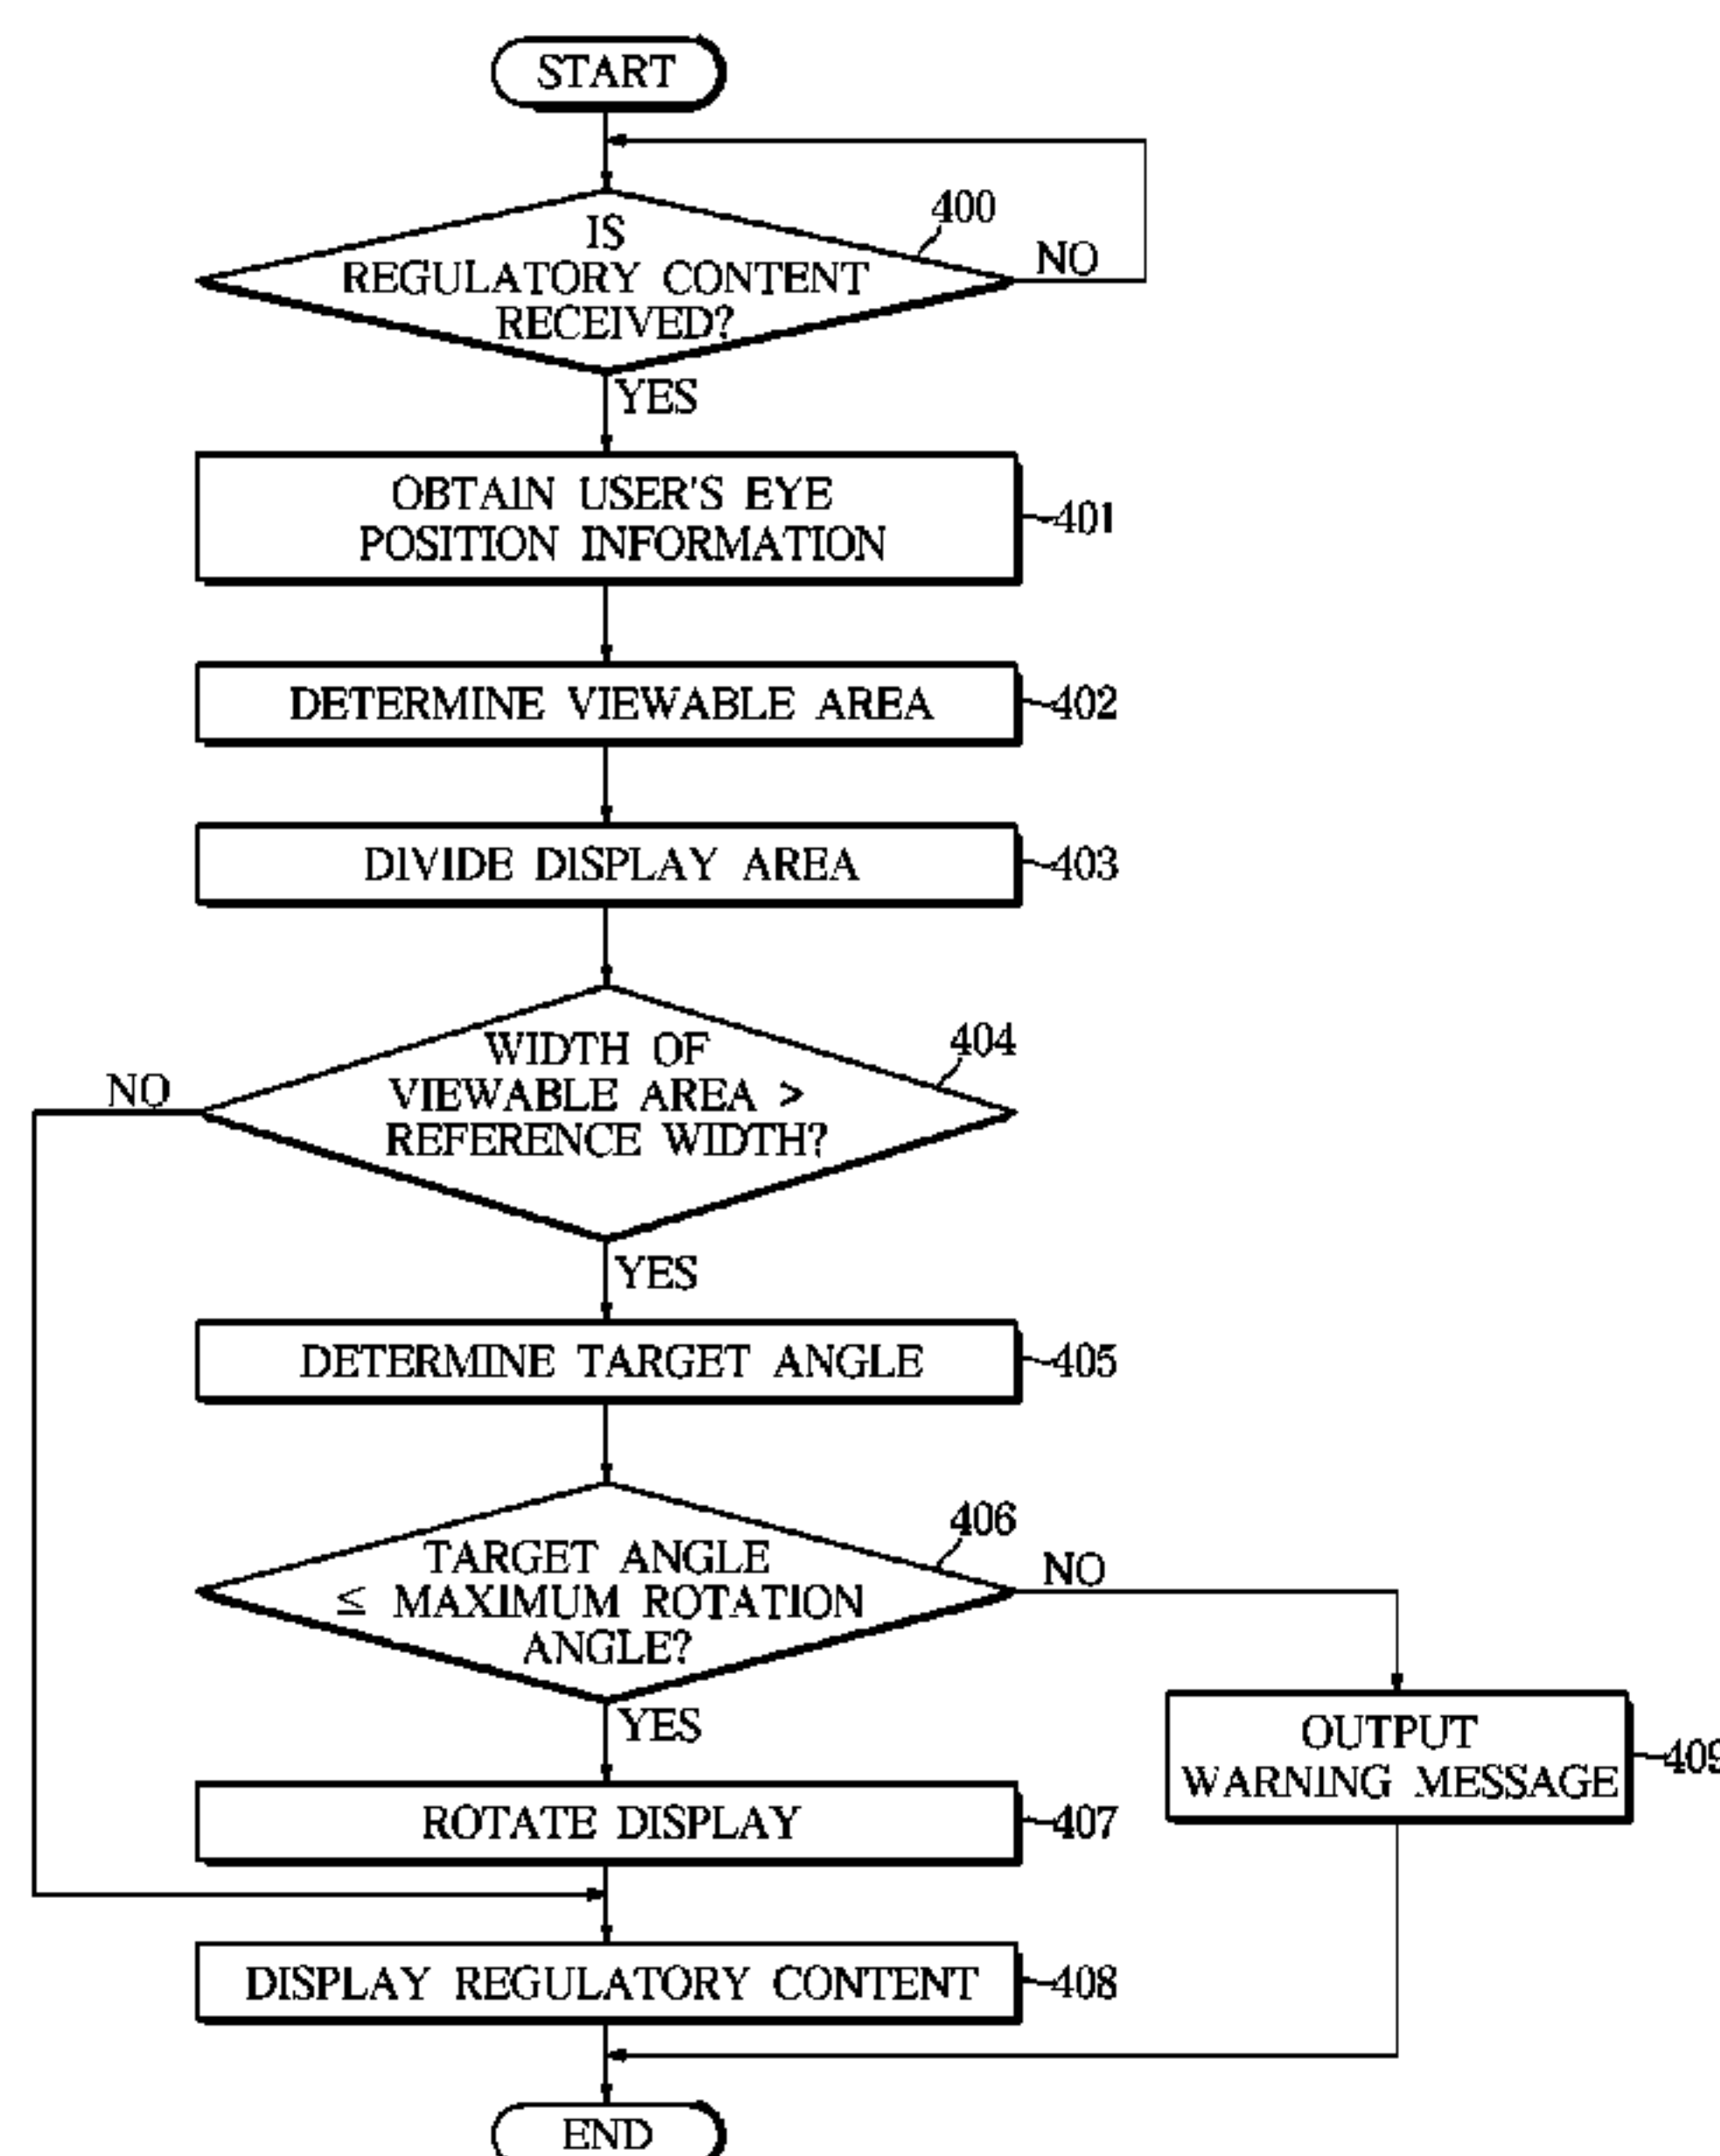 START
400
IS
REGULATORY CONTENT
RECEIVED?
NO
YES
OBTAIN USER'S EYE
POSITION INFORMATION
401
DETERMINE VIEWABLE AREA
402
DIVIDE DISPLAY AREA
403
404
WIDTH OF
VIEWABLE AREA >
REFERENCE WIDTH?
NO
YES
DETERMINE TARGET ANGLE
405
406
TARGET ANGLE
≤ MAXIMUM ROTATION
ANGLE?
NO
YES
OUTPUT
WARNING MESSAGE
409
ROTATE DISPLAY
407
DISPLAY REGULATORY CONTENT
408
END